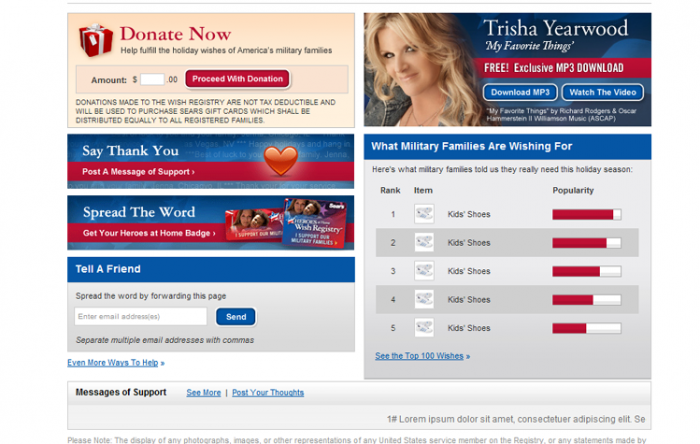 Donate Now
Help fulfill the holiday wishes of America's military families
Amount: $ .00 Proceed With Donation
DONATIONS MADE TO THE WISH REGISTRY ARE NOT TAX DEDUCTIBLE AND
WILL BE USED TO PURCHASE SEARS GIFT CARDS WHICH SHALL BE
DISTRIBUTED EQUALLY TO ALL REGISTERED FAMILIES.
Trisha Yearwood
'My Favorite Things'
FREE! Exclusive MP3 DOWNLOAD
Download MP3 Watch The Video
"My Favorite Things" by Richard Rodgers & Oscar
Hammerstein II Williamson Music (ASCAP)
Say Thank You
Post A Message of Support ›
Spread The Word
Get Your Heroes at Home Badge ›
Sears
HEROES
Wish Registry
I SUPPORT OUR
MILITARY FAMILIES
Tell A Friend
Spread the word by forwarding this page
Enter email address(es) Send
Separate multiple email addresses with commas
Even More Ways To Help »
What Military Families Are Wishing For
Here's what military families told us they really need this holiday season:
Rank Item Popularity
1 Kids' Shoes
2 Kids' Shoes
3 Kids' Shoes
4 Kids' Shoes
5 Kids' Shoes
See the Top 100 Wishes »
Messages of Support See More | Post Your Thoughts
1# Lorem ipsum dolor sit amet, consectetuer adipiscing elit. Se
Please Note: The display of any photographs, images, or other representations of any United States service member on the Registry, or any statements made by